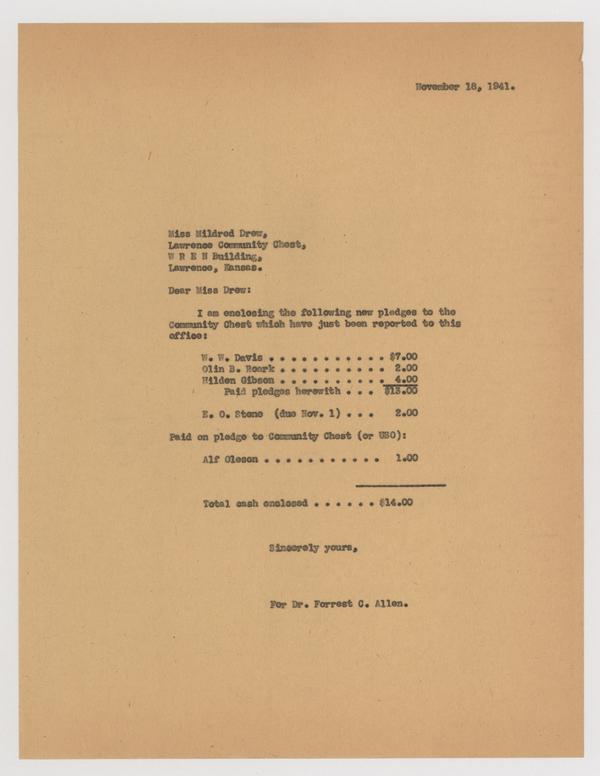 November 18, 1941.
Miss Mildred Drew,
Lawrence Community Chest,
W R E N Building,
Lawrence, Kansas.
Dear Miss Drew:
I am enclosing the following new pledges to the
Community Chest which have just been reported to this
office:
W. W. Davis . . . . . . . . . . . $7.00
Olin B. Roark . . . . . . . . . . 2.00
Hilden Gibson . . . . . . . . . . 4.00
Paid pledges herewith . . . $13.00
E. O. Stene (due Nov. 1) . . . 2.00
Paid on pledge to Community Chest (or USO):
Alf Oleson . . . . . . . . . . . 1.00
Total cash enclosed . . . . . . $14.00
Sincerely yours,
For Dr. Forrest C. Allen.